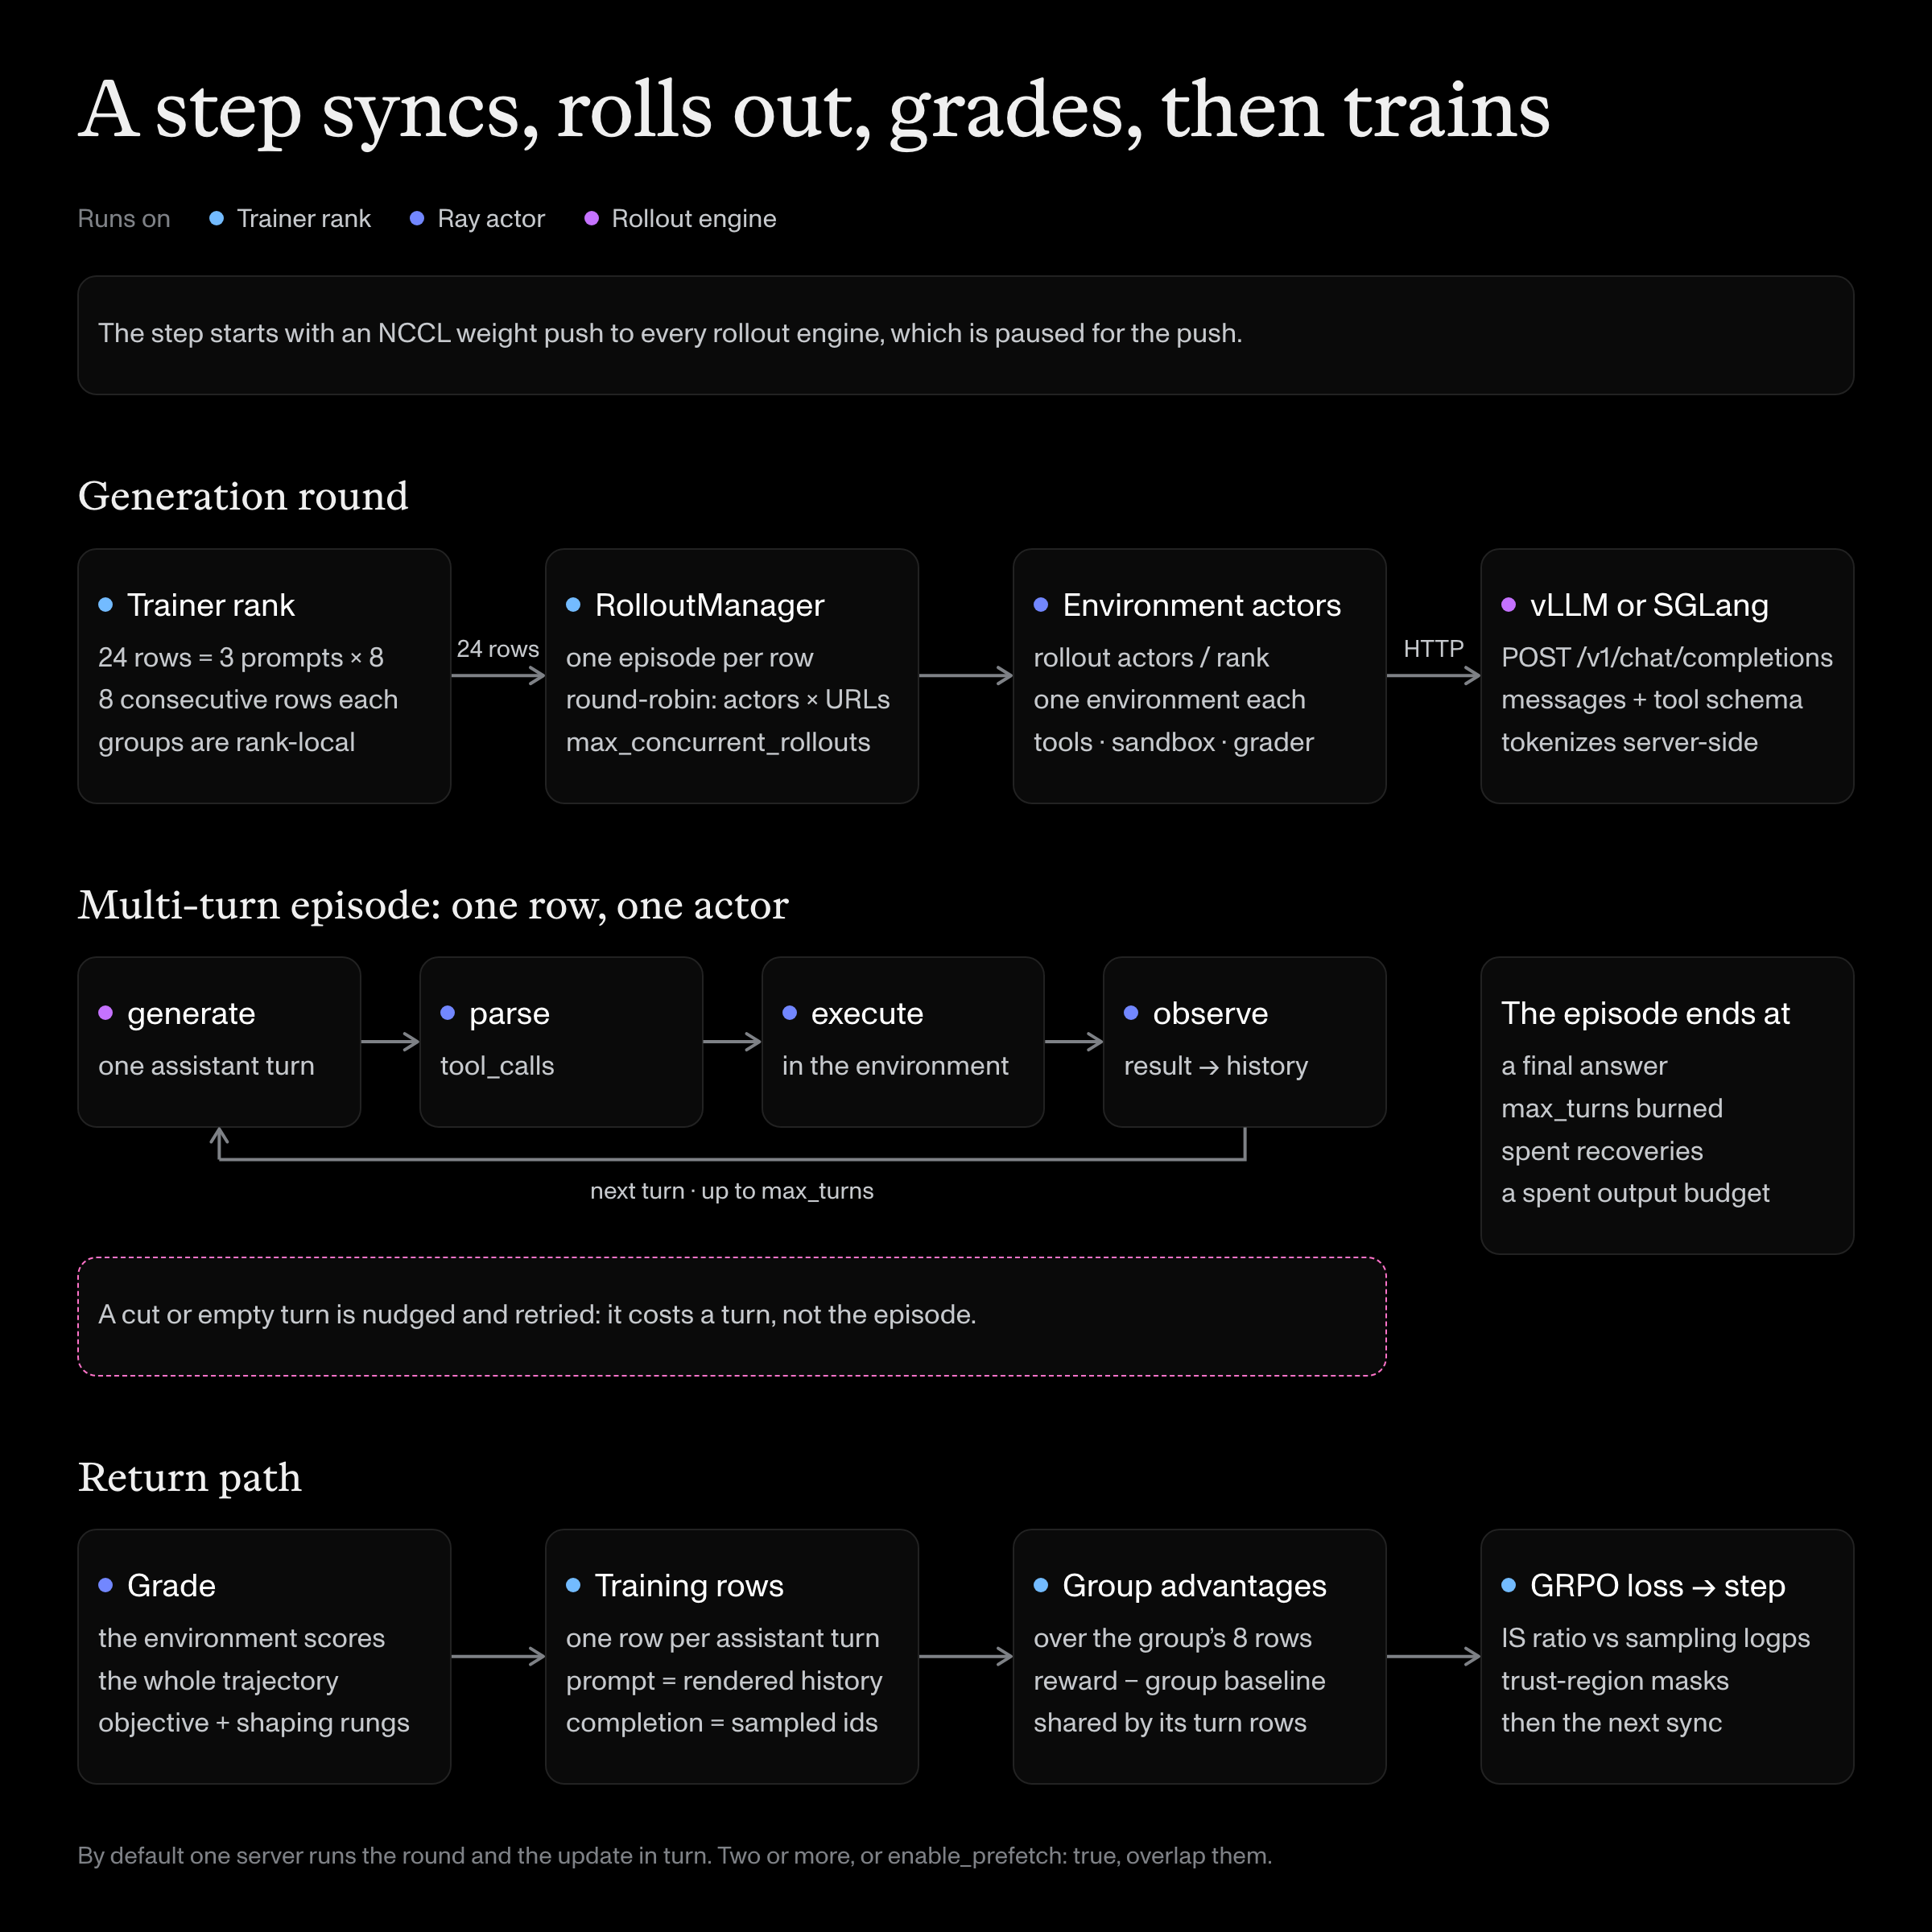 A step syncs, rolls out, grades, then trains
Runs on
Trainer rank
Ray actor
Rollout engine
The step starts with an NCCL weight push to every rollout engine, which is paused for the push.
Generation round
Trainer rank
24 rows = 3 prompts × 8
8 consecutive rows each
groups are rank-local
24 rows
RolloutManager
one episode per row
round-robin: actors × URLs
max_concurrent_rollouts
Environment actors
rollout actors / rank
one environment each
tools · sandbox · grader
HTTP
vLLM or SGLang
POST /v1/chat/completions
messages + tool schema
tokenizes server-side
Multi-turn episode: one row, one actor
generate
one assistant turn
parse
tool_calls
execute
in the environment
observe
result → history
next turn · up to max_turns
The episode ends at
a final answer
max_turns burned
spent recoveries
a spent output budget
A cut or empty turn is nudged and retried: it costs a turn, not the episode.
Return path
Grade
the environment scores
the whole trajectory
objective + shaping rungs
Training rows
one row per assistant turn
prompt = rendered history
completion = sampled ids
Group advantages
over the group’s 8 rows
reward − group baseline
shared by its turn rows
GRPO loss → step
IS ratio vs sampling logps
trust-region masks
then the next sync
By default one server runs the round and the update in turn. Two or more, or enable_prefetch: true, overlap them.